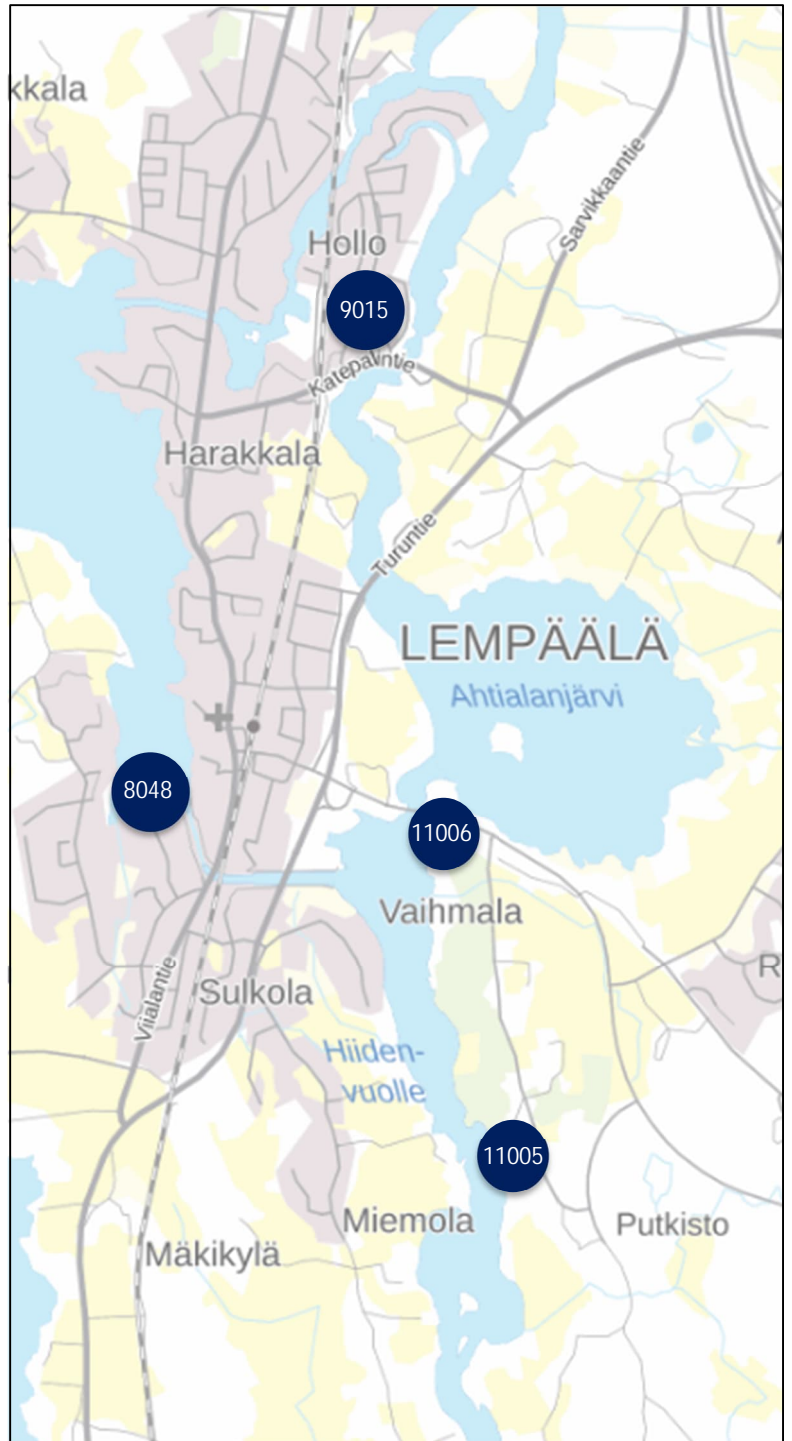 kkala
Sarvikkaantie
Hollo
9015
Katepalintie
Harakkala
Turuntie
LEMPÄÄLÄ
Ahtialanjärvi
8048
11006
Vaihmala
R
Viialantie
Sulkola
Hiiden-
vuolle
11005
Miemola
Putkisto
Mäkikylä